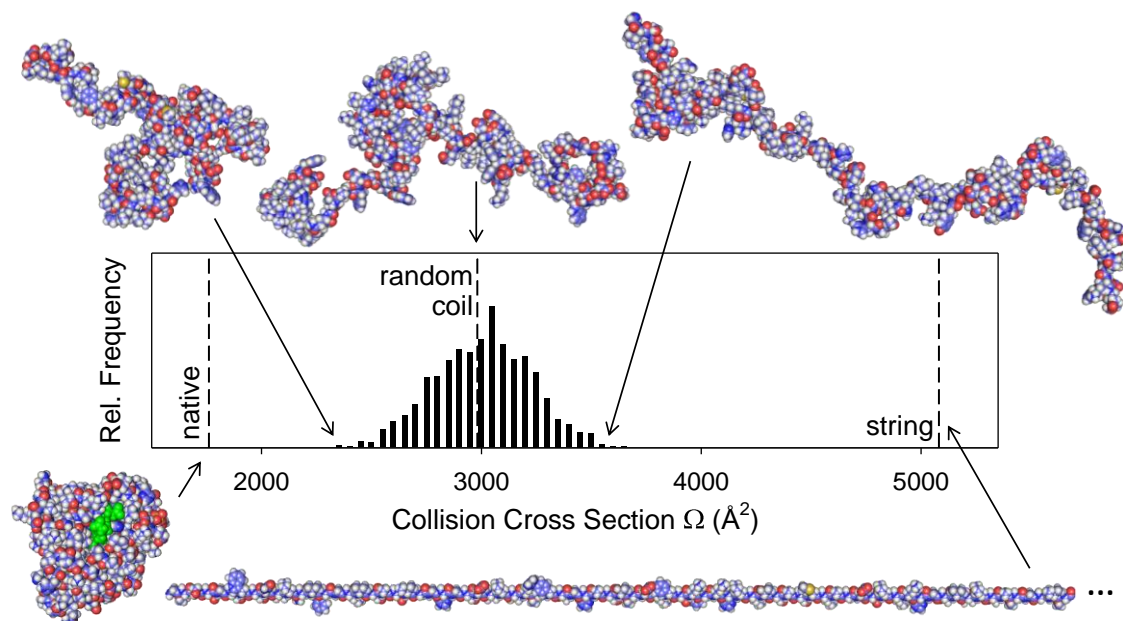 random
coil
Rel. Frequency
native
string
2000 3000 4000 5000
Collision Cross Section Ω (Å²)
...